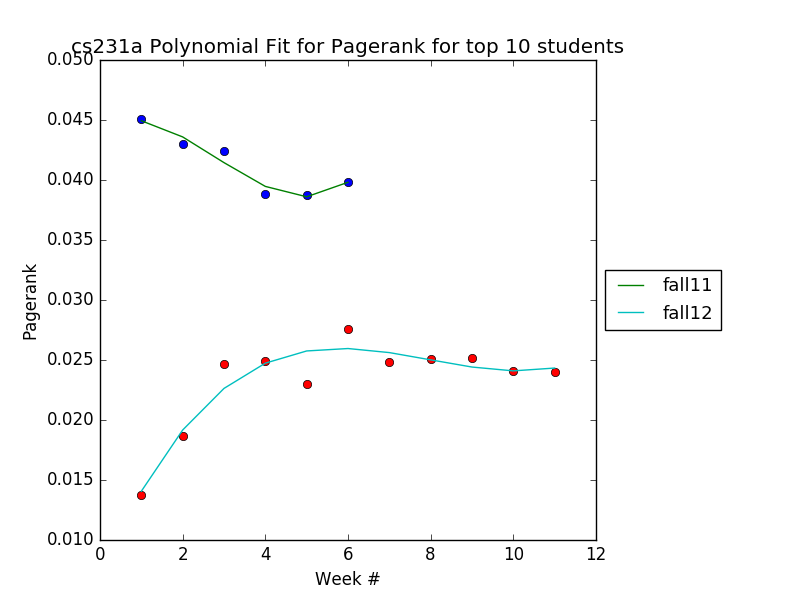 cs231a Polynomial Fit for Pagerank for top 10 students
0.050
0.045
0.040
0.035
0.030
0.025
0.020
0.015
0.010
Pagerank
0 2 4 6 8 10 12
Week #
fall11
fall12